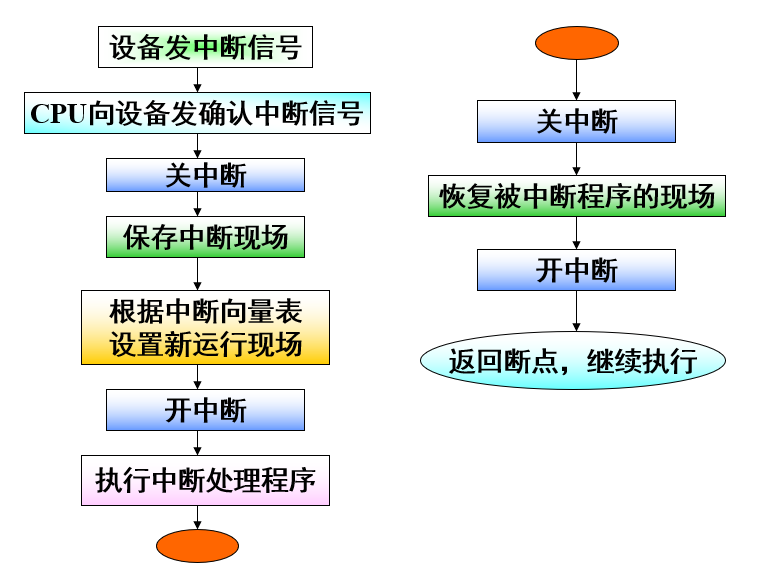 设备发中断信号
CPU向设备发确认中断信号
关中断
保存中断现场
根据中断向量表
设置新运行现场
开中断
执行中断处理程序
关中断
恢复被中断程序的现场
开中断
返回断点，继续执行